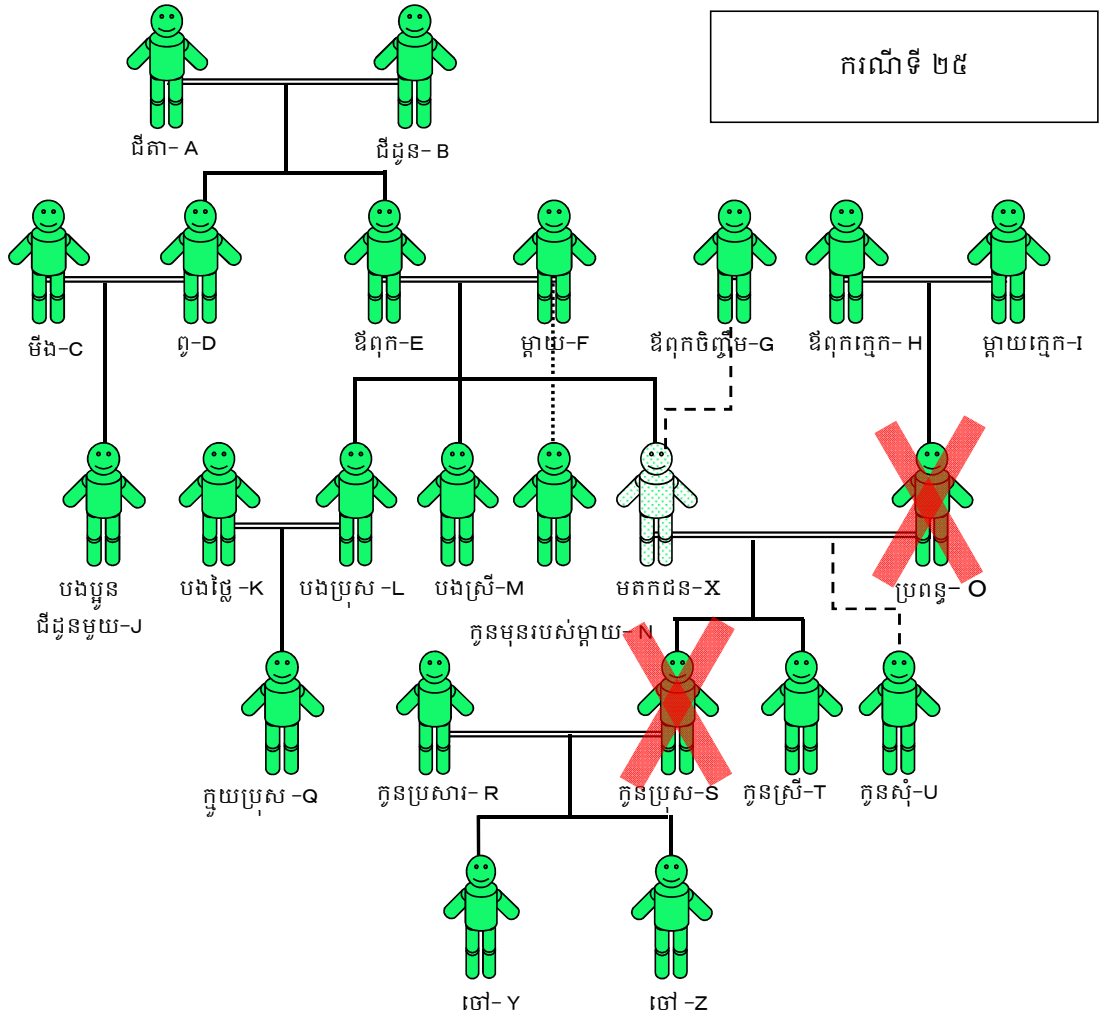 ករណីទី ២៥
ជីតា- A
ជីដូន- B
មីង-C
ពូ-D
ឪពុក-E
ម្តាយ-F
ឪពុកចិញ្ចឹម-G
ឪពុកក្មេក- H
ម្តាយក្មេក-I
បងប្អូន
ជីដូនមួយ-J
បងថ្លៃ -K
បងប្រុស -L
បងស្រី-M
មតកជន-X
ប្រពន្ធ- O
កូនមុនរបស់ម្តាយ- N
ក្មួយប្រុស -Q
កូនប្រសារ- R
កូនប្រុស-S
កូនស្រី-T
កូនសុំ-U
ចៅ- Y
ចៅ -Z